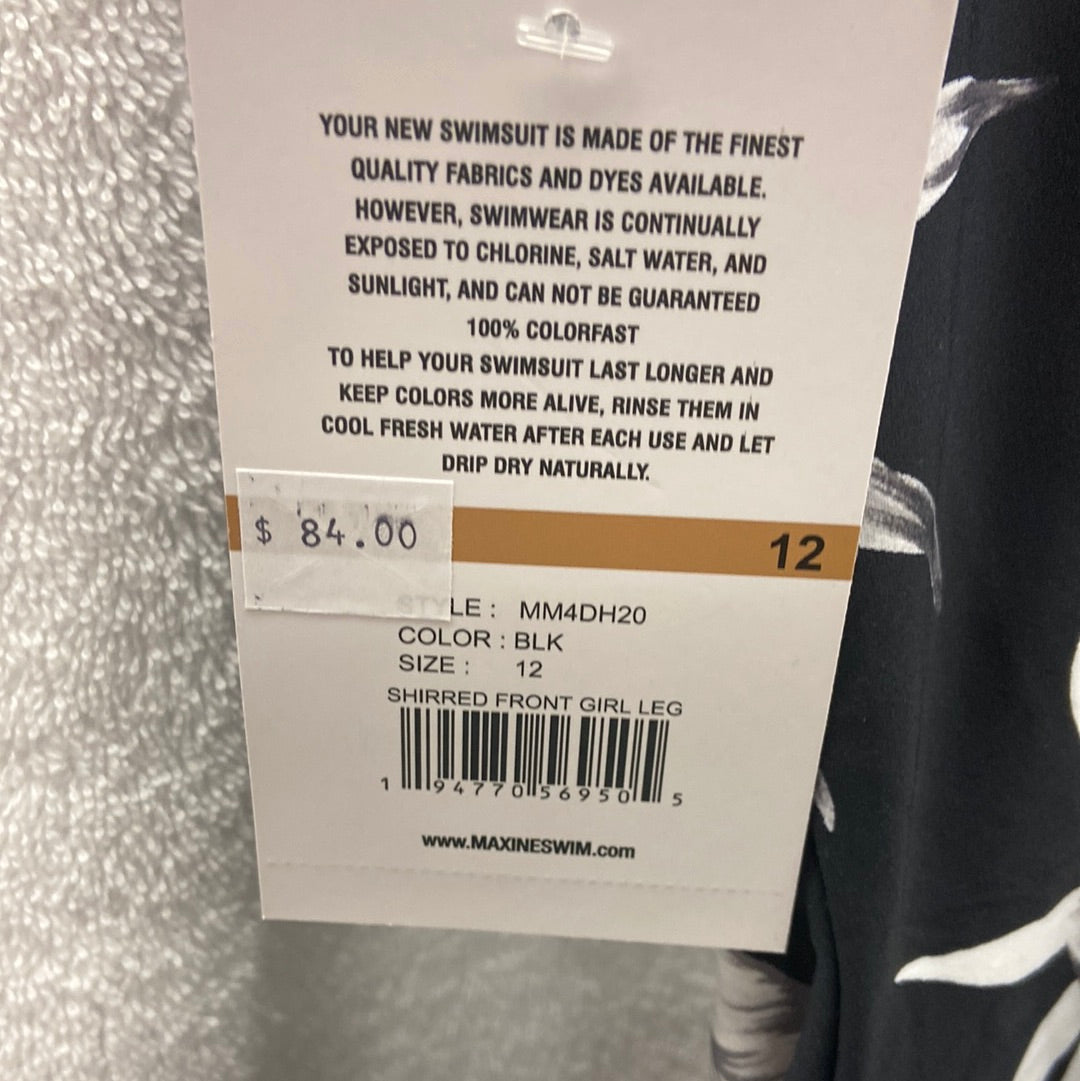 YOUR NEW SWIMSUIT IS MADE OF THE FINEST
QUALITY FABRICS AND DYES AVAILABLE.
HOWEVER, SWIMWEAR IS CONTINUALLY
EXPOSED TO CHLORINE, SALT WATER, AND
SUNLIGHT, AND CAN NOT BE GUARANTEED
100% COLORFAST
TO HELP YOUR SWIMSUIT LAST LONGER AND
KEEP COLORS MORE ALIVE, RINSE THEM IN
COOL FRESH WATER AFTER EACH USE AND LET
DRIP DRY NATURALLY.
$ 84.00
12
STYLE : MM4DH20
COLOR : BLK
SIZE : 12
SHIRRED FRONT GIRL LEG
1 94770 56950 5
www.MAXINESWIM.com